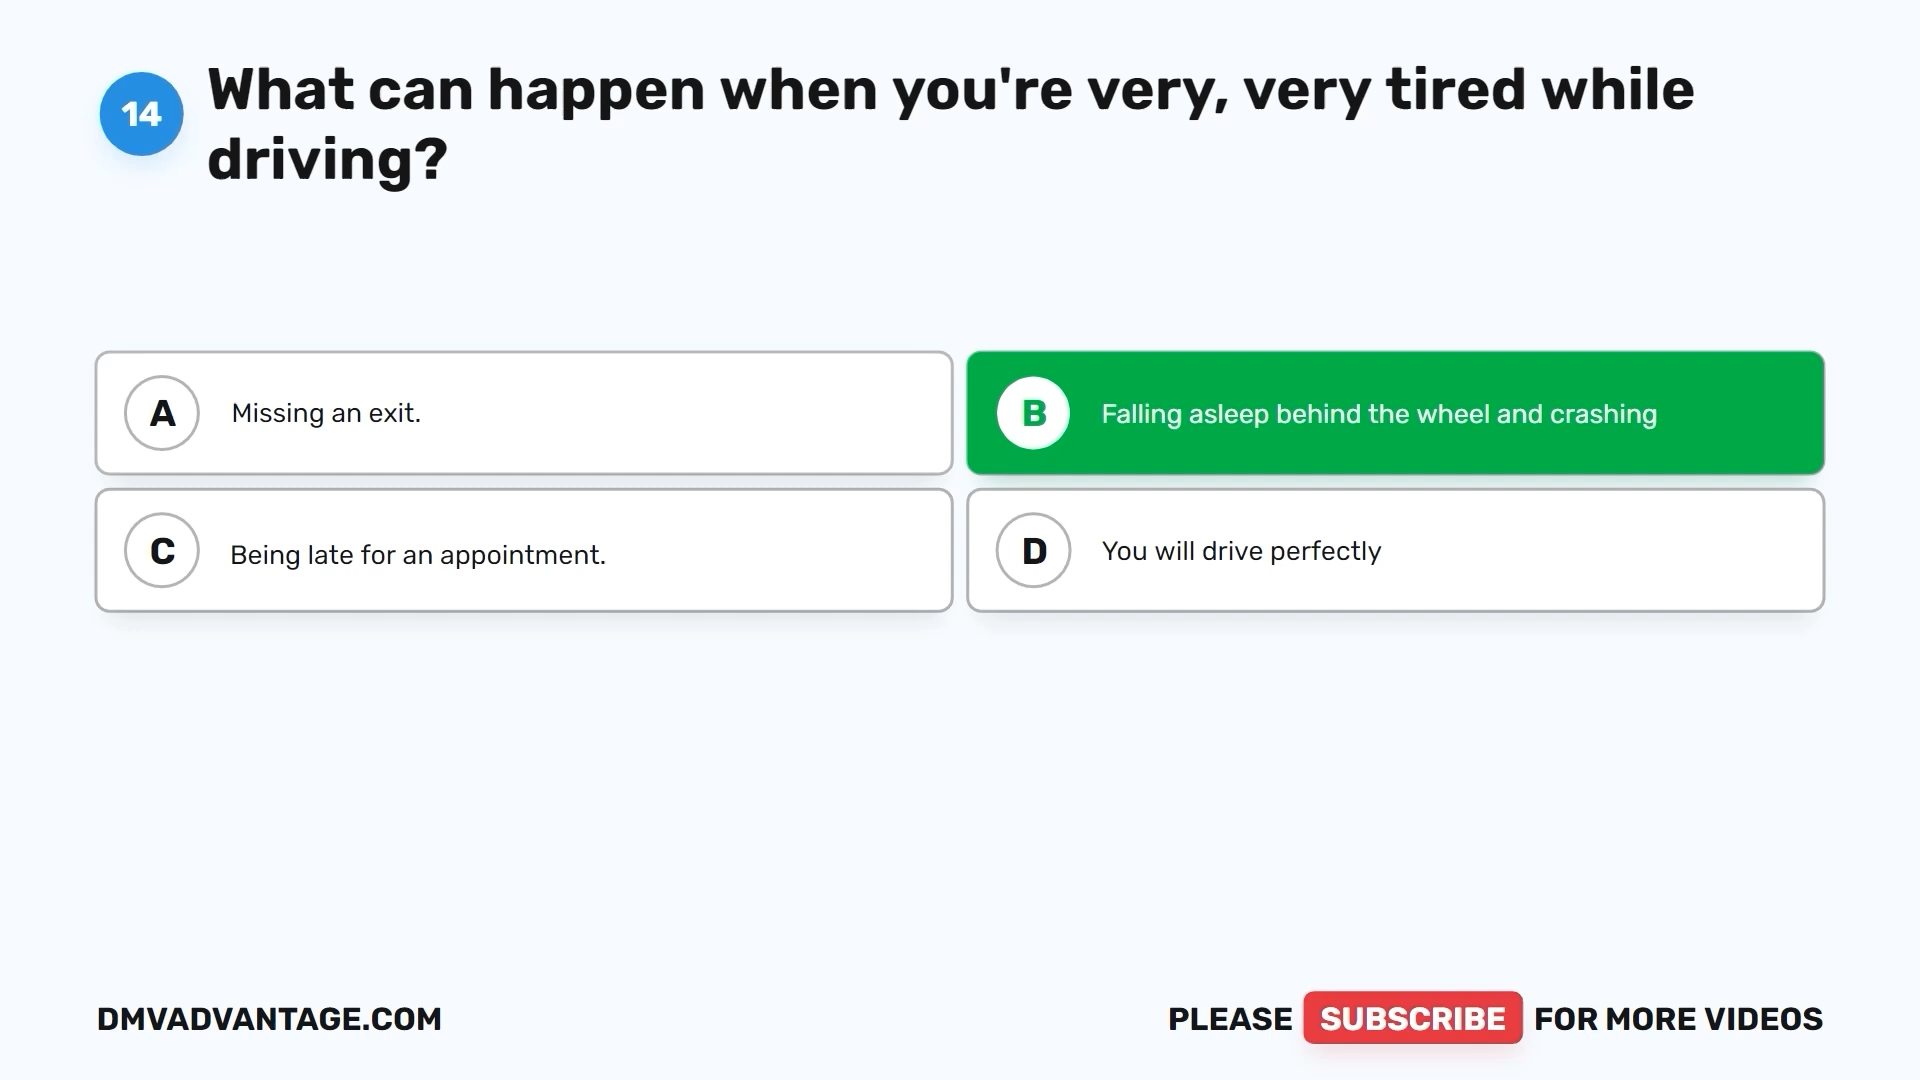 14
What can happen when you're very, very tired while
driving?
A Missing an exit.
B Falling asleep behind the wheel and crashing
C Being late for an appointment.
D You will drive perfectly
DMVADVANTAGE.COM
PLEASE SUBSCRIBE FOR MORE VIDEOS